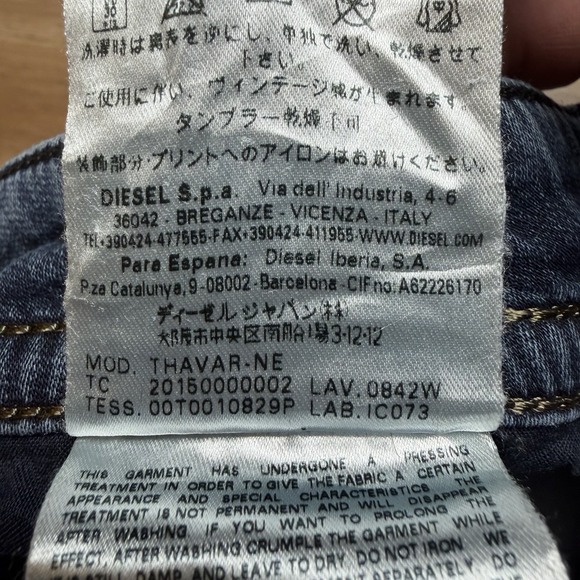 洗濯時は裏表を逆にし、単独で洗い、乾燥させて
下さい。
ご使用に伴い、ヴィンテージ感が生まれます。
タンブラー乾燥
装飾部分・プリントへのアイロンはお避けください。
DIESEL S.p.a. Via dell' Industria, 4-6
36042 - BREGANZE - VICENZA - ITALY
TEL+390424-477555-FAX+390424-411955-WWW.DIESEL.COM
Para Espana: Diesel Iberia, S.A.
P.za Catalunya, 9-08002 - Barcelona - CIF no: A62226170
ディーゼルジャパン(株)
大阪市中央区南船場3-12-12
MOD. THAVAR-NE
TC 20150000002 LAV. 0842W
TESS. 00T0010829P LAB. IC073
THIS GARMENT HAS UNDERGONE A PRESSING
TREATMENT IN ORDER TO GIVE THE FABRIC A CERTAIN
APPEARANCE AND SPECIAL CHARACTERISTICS. THE
TREATMENT IS NOT PERMANENT AND WILL DISAPPEAR
AFTER WASHING IF YOU WANT TO PROLONG THE
EFFECT, AFTER WASHING CRUMPLE THE GARMENT WHILE
STILL DAMP AND LEAVE TO DRY. DO NOT IRON WE